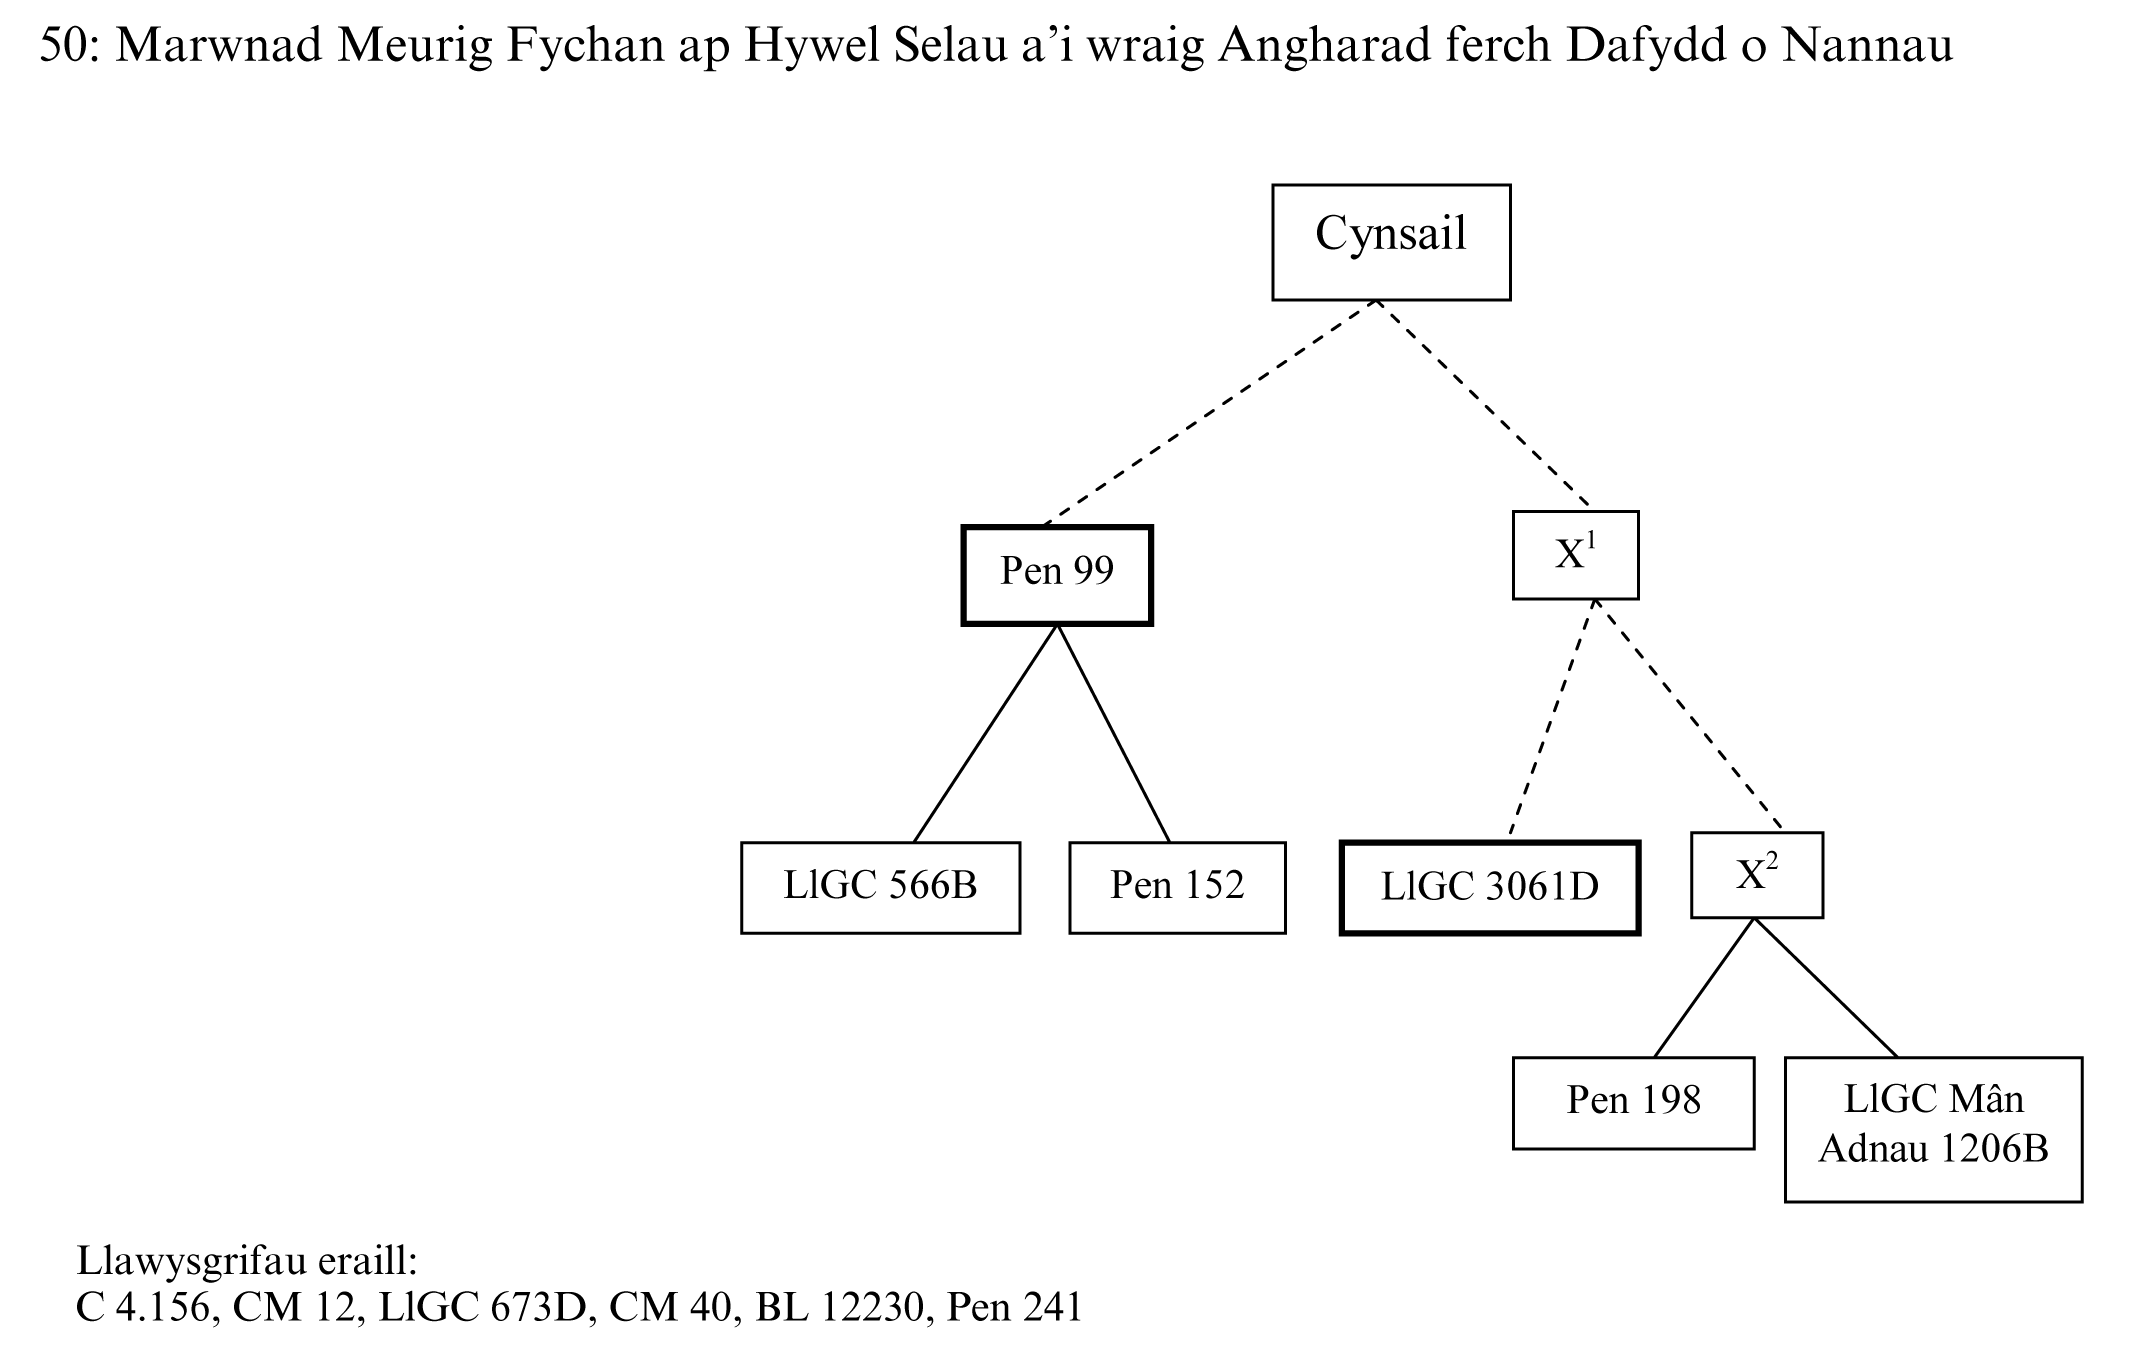 50: Marwnad Meurig Fychan ap Hywel Selau a’i wraig Angharad ferch Dafydd o Nannau
Cynsail
Pen 99
X¹
LlGC 566B
Pen 152
LlGC 3061D
X²
Pen 198
LlGC Mân
Adnau 1206B
Llawysgrifau eraill:
C 4.156, CM 12, LlGC 673D, CM 40, BL 12230, Pen 241